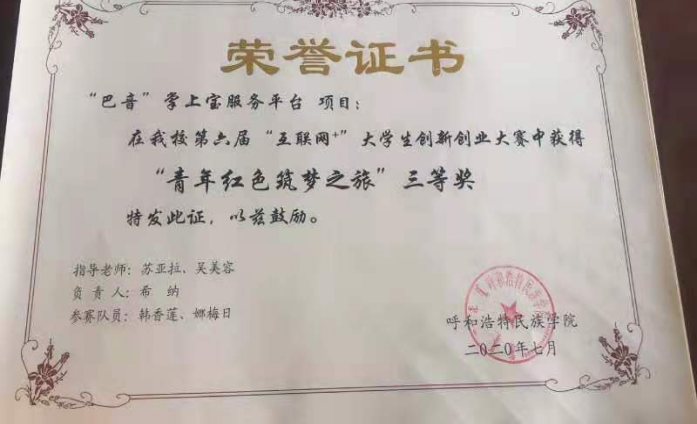 荣誉证书
“巴音”掌上宝服务平台 项目：
在我校第六届“互联网+”大学生创新创业大赛中获得
“青年红色筑梦之旅”三等奖
特发此证，以兹鼓励。
指导老师：苏亚拉、吴美容
负责人：希 纳
参赛队员：韩香莲、娜梅日
呼和浩特民族学院
二〇二〇年七月